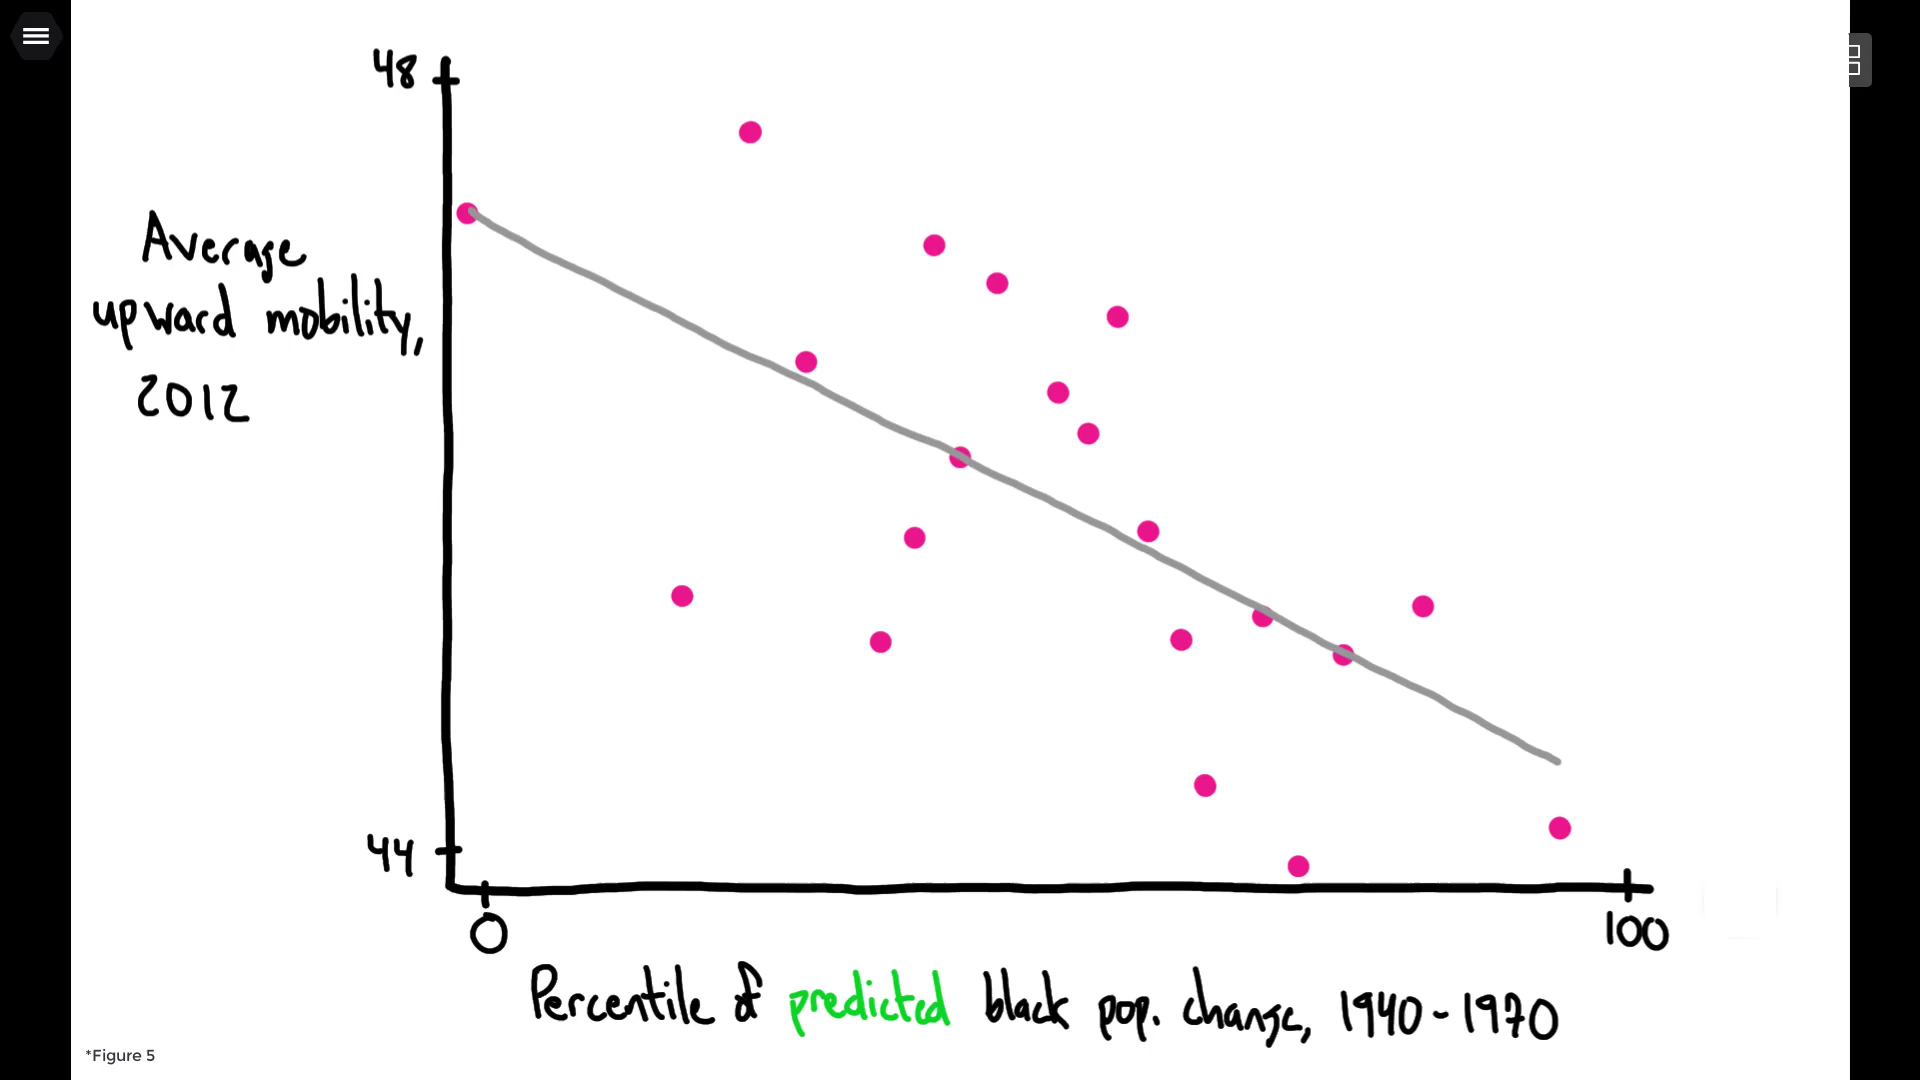 48
Average
upward mobility,
2012
44
0
100
Percentile of predicted black pop. change, 1940-1970
*Figure 5